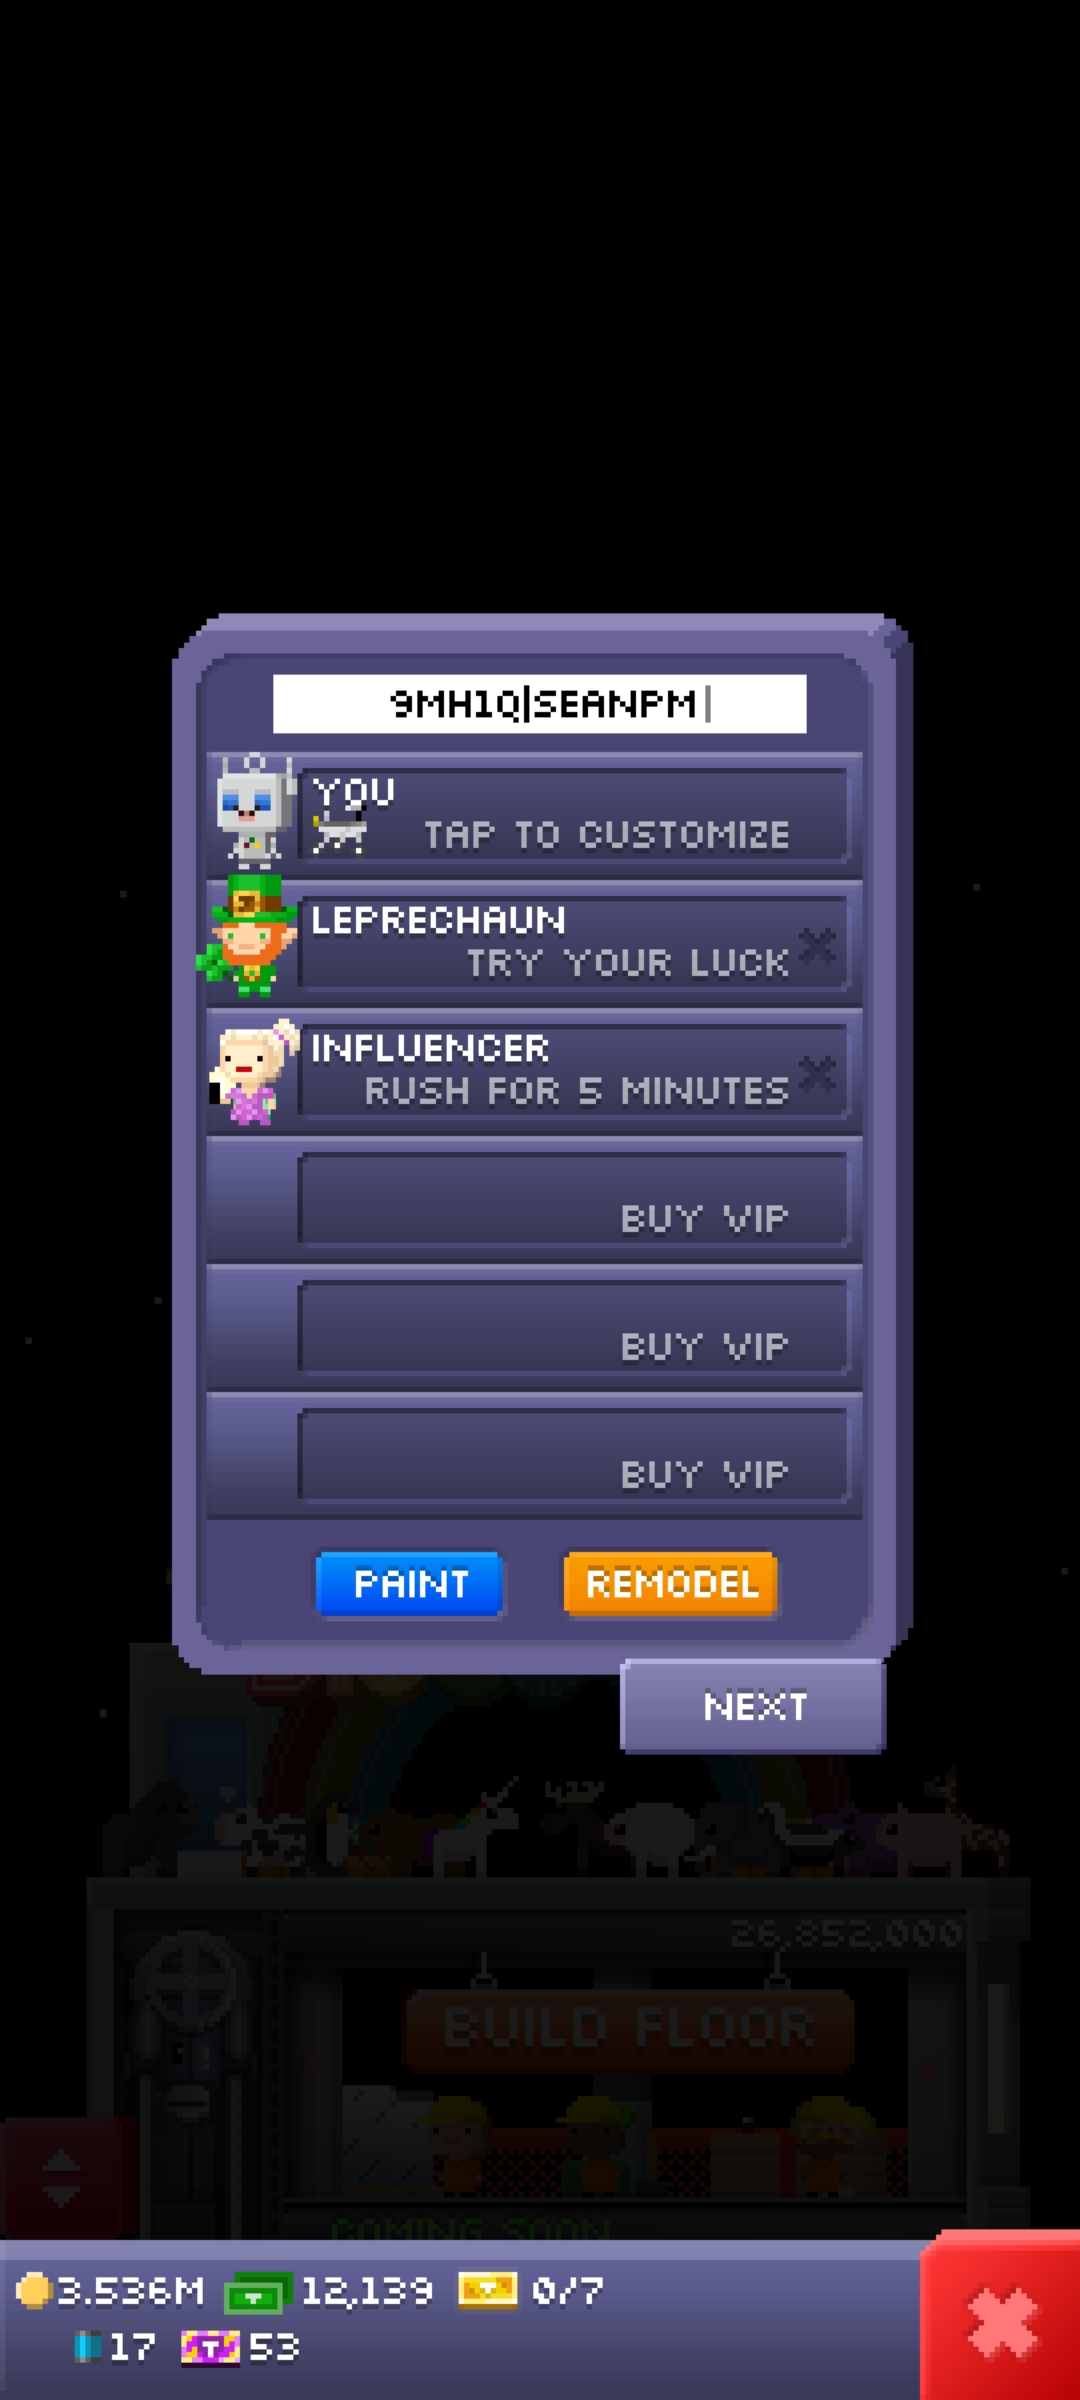 9MH1Q|SEANPM
YOU
TAP TO CUSTOMIZE
LEPRECHAUN
TRY YOUR LUCK
INFLUENCER
RUSH FOR 5 MINUTES
BUY VIP
BUY VIP
BUY VIP
PAINT REMODEL
NEXT
26,852,000
BUILD FLOOR
COMING SOON
3.536M 12,139 0/7
17 53